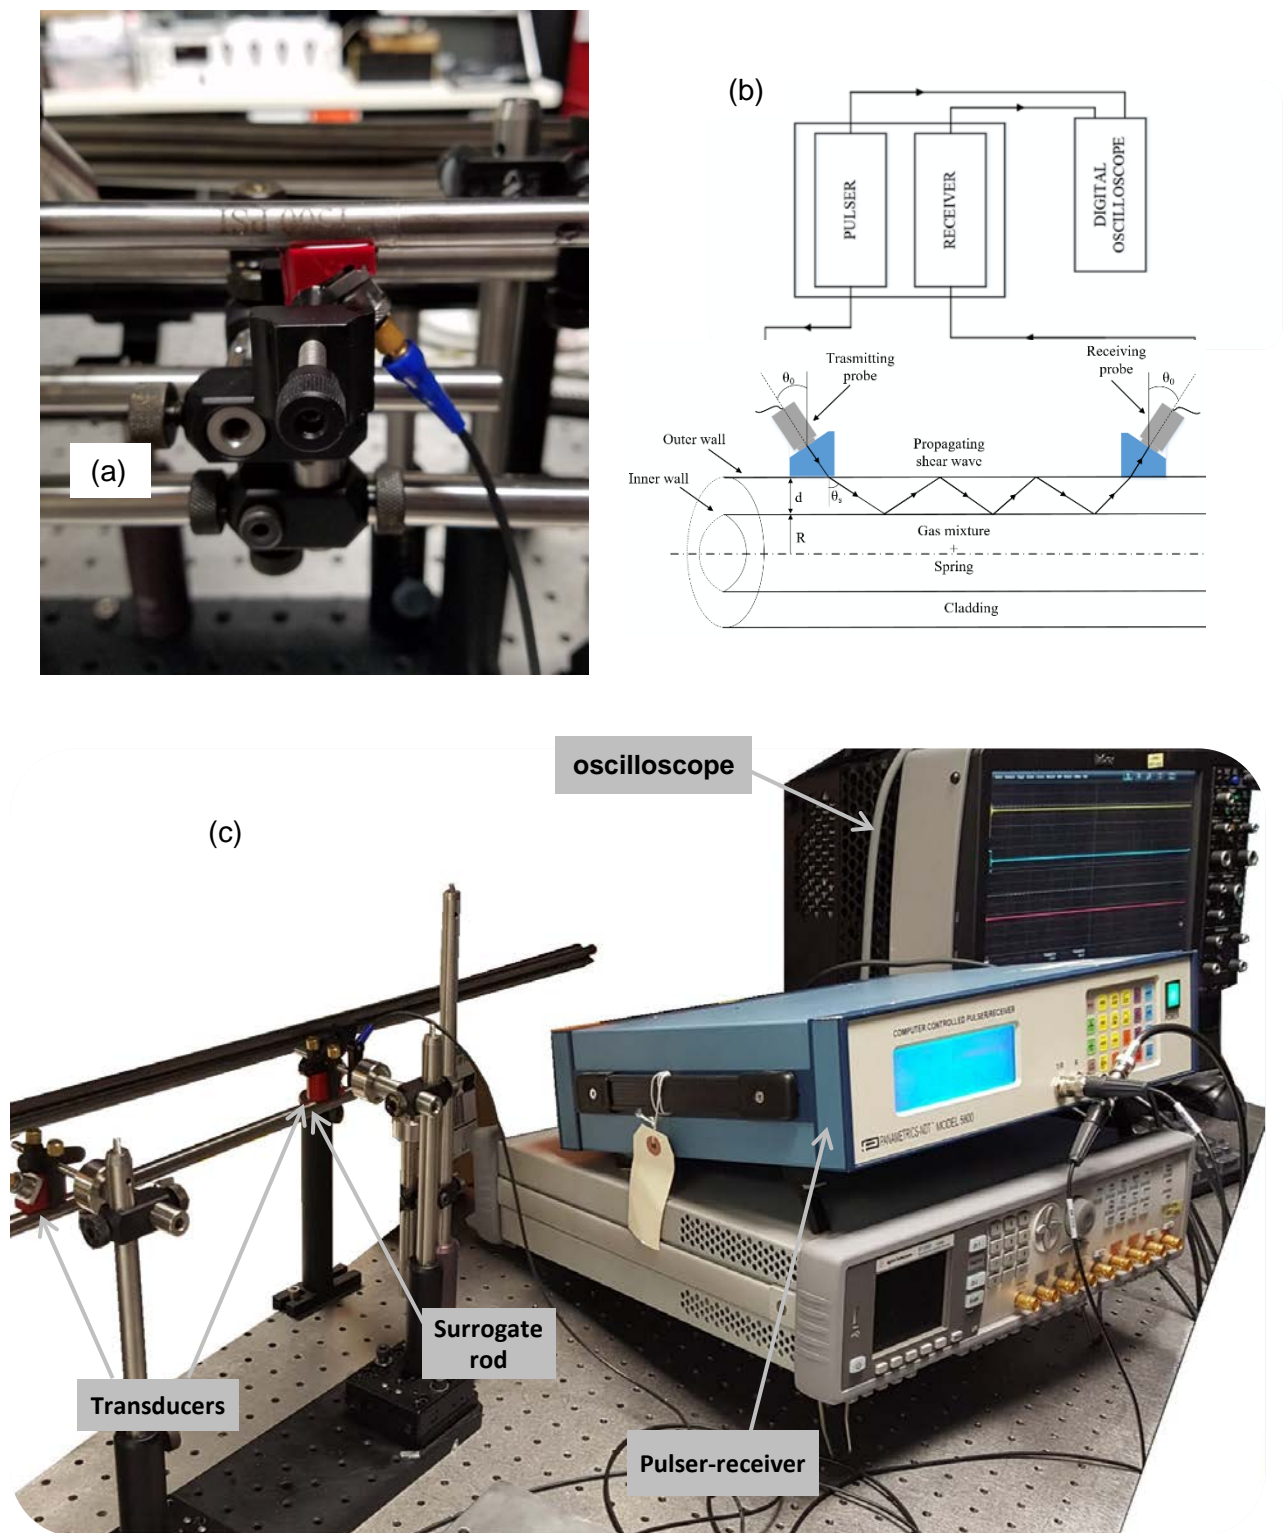 (a)
(b)
PULSER
RECEIVER
DIGITAL
OSCILLOSCOPE
Trasmitting
probe
Receiving
probe
θ0
θ0
Outer wall
Propagating
shear wave
Inner wall
d
θs
R
Gas mixture
+
Spring
Cladding
oscilloscope
(c)
COMPUTER CONTROLLED PULSER/RECEIVER
PANAMETRICS-NDT™ MODEL 5800
Surrogate
rod
Transducers
Pulser-receiver